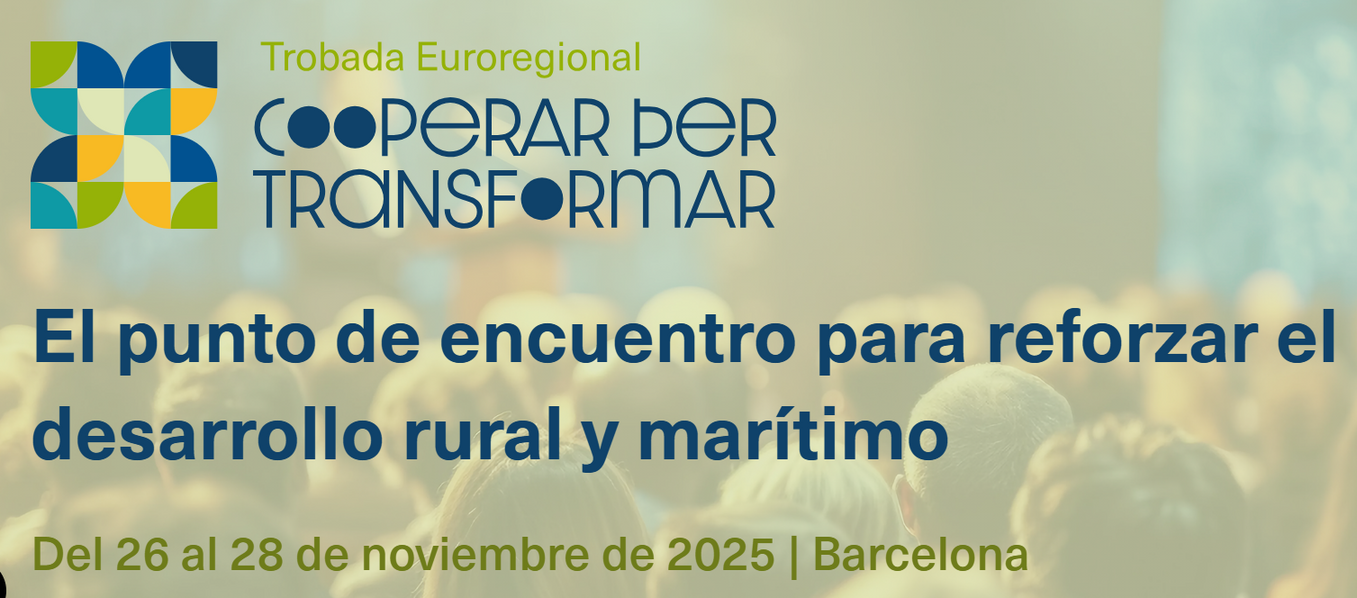 Trobada Euroregional
COOPERAR PER
TRANSFORMAR
El punto de encuentro para reforzar el
desarrollo rural y marítimo
Del 26 al 28 de noviembre de 2025 | Barcelona